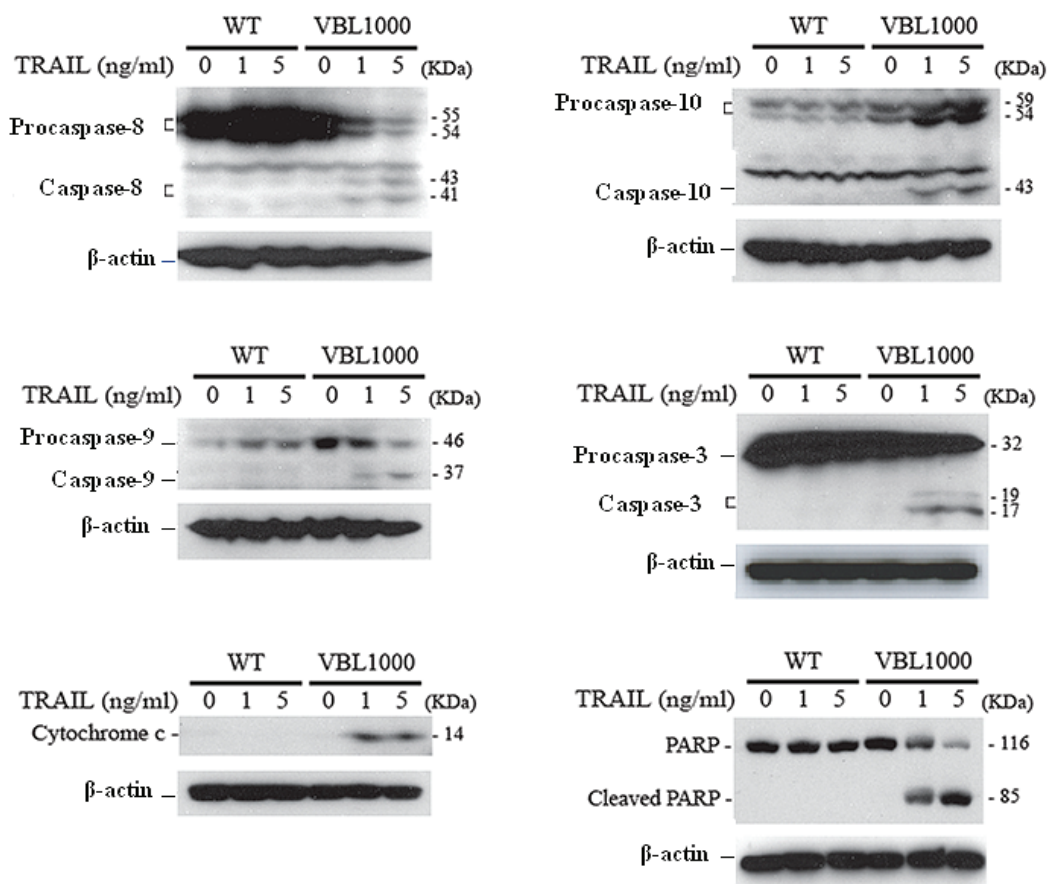 WT VBL1000
TRAIL (ng/ml) 0 1 5 0 1 5 (KDa)
Procaspase-8 - 55
- 54
Caspase-8 - 43
- 41
β-actin –
WT VBL1000
TRAIL (ng/ml) 0 1 5 0 1 5 (KDa)
Procaspase-10 - 59
- 54
Caspase-10 – - 43
β-actin –
WT VBL1000
TRAIL (ng/ml) 0 1 5 0 1 5 (KDa)
Procaspase-9 – - 46
Caspase-9 – - 37
β-actin –
WT VBL1000
TRAIL (ng/ml) 0 1 5 0 1 5 (KDa)
Procaspase-3 – - 32
Caspase-3 - 19
- 17
β-actin –
WT VBL1000
TRAIL (ng/ml) 0 1 5 0 1 5 (KDa)
Cytochrome c - - 14
β-actin –
WT VBL1000
TRAIL (ng/ml) 0 1 5 0 1 5 (KDa)
PARP - - 116
Cleaved PARP - - 85
β-actin –